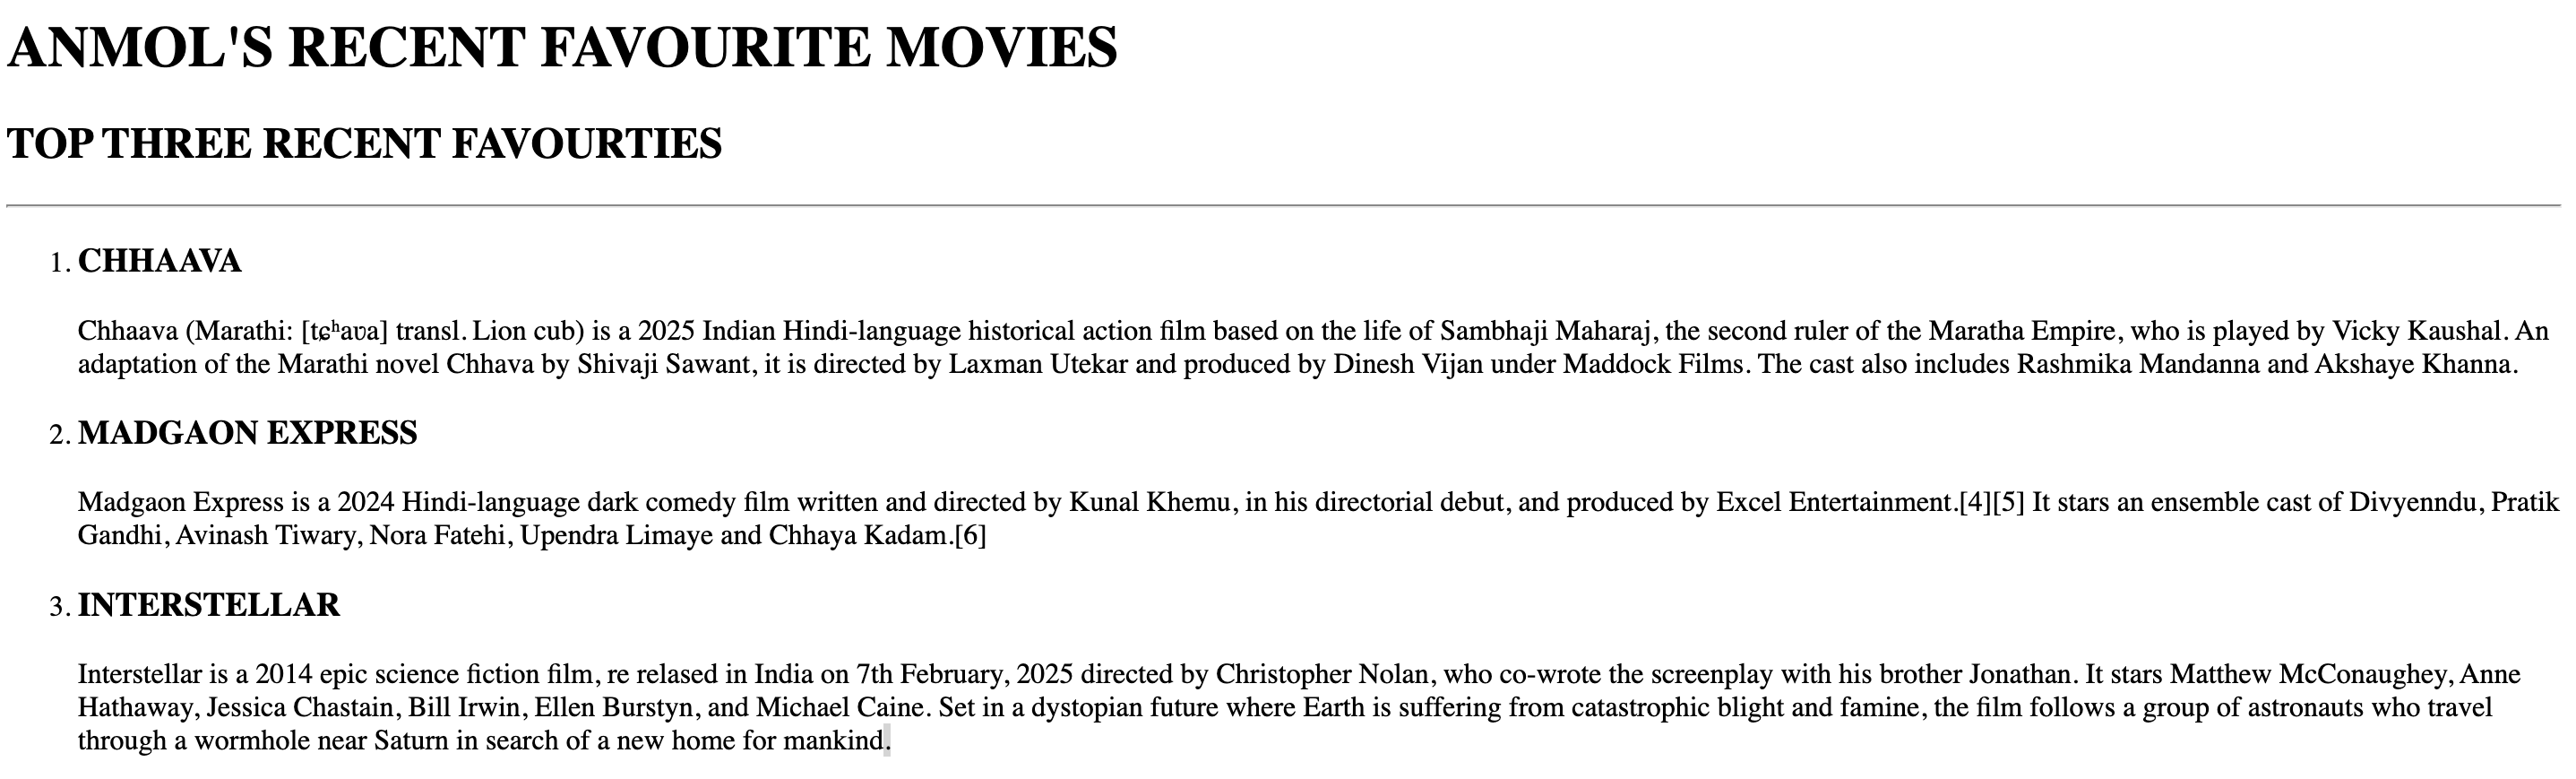 ANMOL'S RECENT FAVOURITE MOVIES
TOP THREE RECENT FAVOURTIES
1. CHHAAVA
Chhaava (Marathi: [tɕʰaʋa] transl. Lion cub) is a 2025 Indian Hindi-language historical action film based on the life of Sambhaji Maharaj, the second ruler of the Maratha Empire, who is played by Vicky Kaushal. An
adaptation of the Marathi novel Chhava by Shivaji Sawant, it is directed by Laxman Utekar and produced by Dinesh Vijan under Maddock Films. The cast also includes Rashmika Mandanna and Akshaye Khanna.
2. MADGAON EXPRESS
Madgaon Express is a 2024 Hindi-language dark comedy film written and directed by Kunal Khemu, in his directorial debut, and produced by Excel Entertainment.[4][5] It stars an ensemble cast of Divyenndu, Pratik
Gandhi, Avinash Tiwary, Nora Fatehi, Upendra Limaye and Chhaya Kadam.[6]
3. INTERSTELLAR
Interstellar is a 2014 epic science fiction film, re relased in India on 7th February, 2025 directed by Christopher Nolan, who co-wrote the screenplay with his brother Jonathan. It stars Matthew McConaughey, Anne
Hathaway, Jessica Chastain, Bill Irwin, Ellen Burstyn, and Michael Caine. Set in a dystopian future where Earth is suffering from catastrophic blight and famine, the film follows a group of astronauts who travel
through a wormhole near Saturn in search of a new home for mankind.